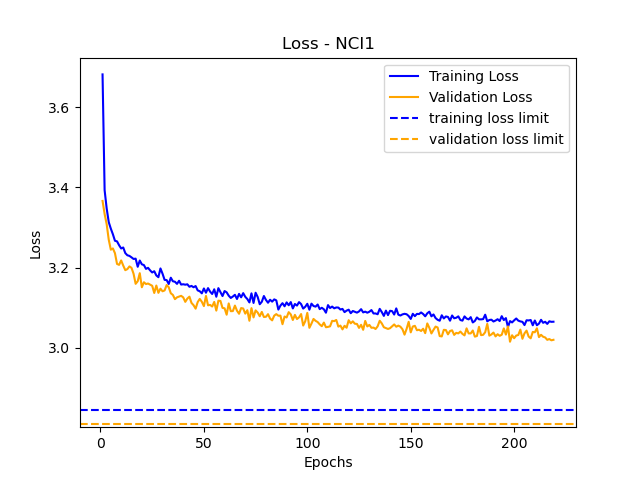 Loss - NCI1
Training Loss
Validation Loss
training loss limit
validation loss limit
3.6
3.4
3.2
3.0
Loss
0
50
100
150
200
Epochs